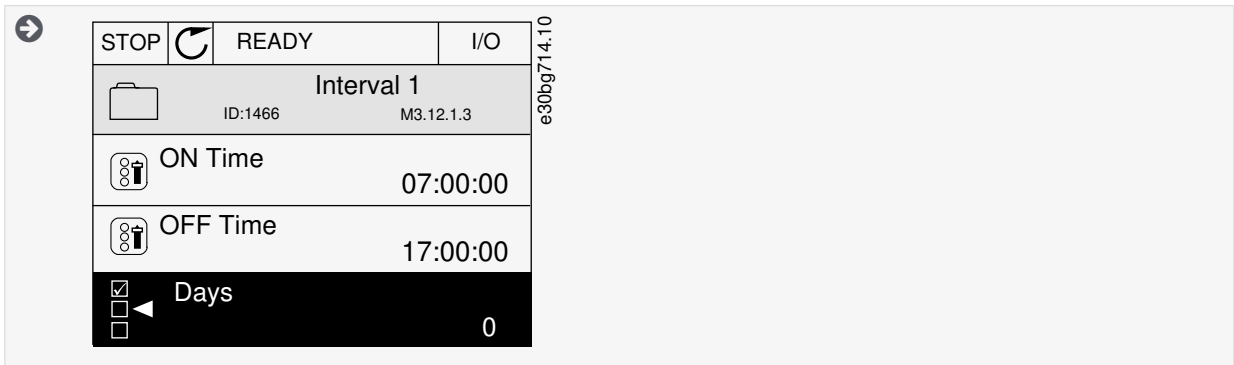 STOP READY I/O
Interval 1
ID:1466 M3.12.1.3
ON Time
07:00:00
OFF Time
17:00:00
Days
0
e30bg714.10